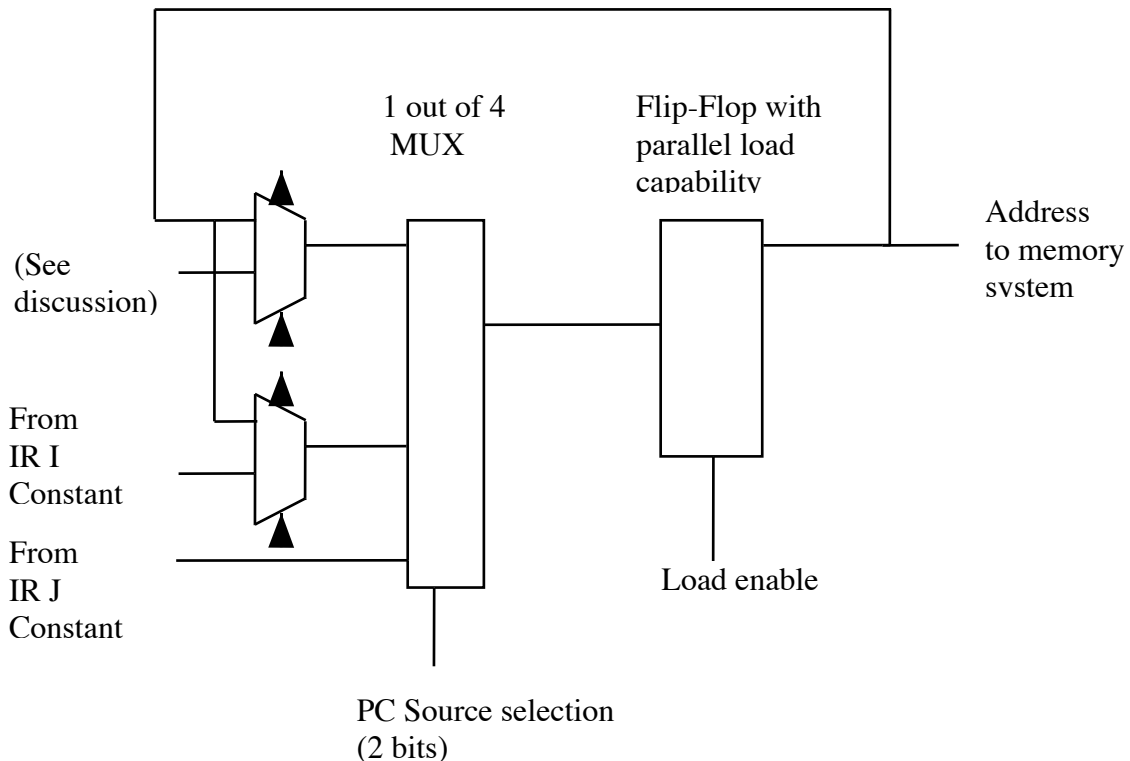 1 out of 4
MUX
Flip-Flop with
parallel load
capability
Address
to memory
system
(See
discussion)
From
IR I
Constant
From
IR J
Constant
Load enable
PC Source selection
(2 bits)